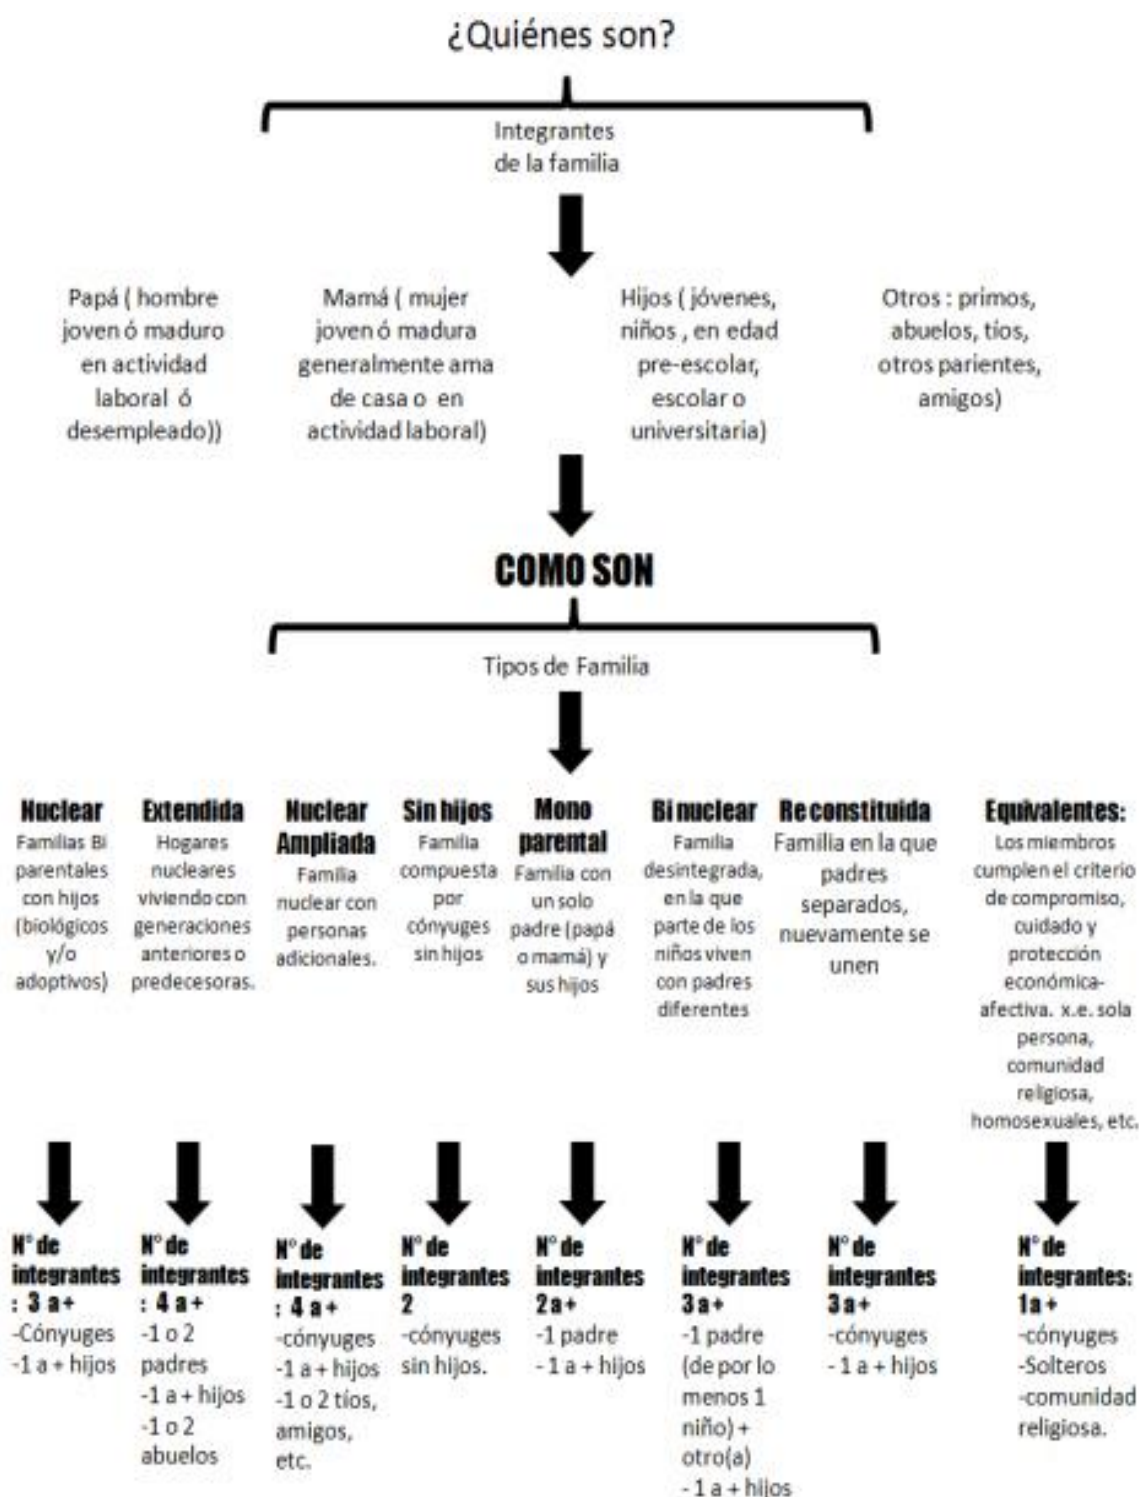 ¿Quiénes son?
Integrantes
de la familia
Papá ( hombre
joven ó maduro
en actividad
laboral ó
desempleado))
Mamá ( mujer
joven ó madura
generalmente ama
de casa o en
actividad laboral)
Hijos ( jóvenes,
niños , en edad
pre-escolar,
escolar o
universitaria)
Otros : primos,
abuelos, tíos,
otros parientes,
amigos)
COMO SON
Tipos de Familia
Nuclear
Familias Bi
parentales
con hijos
(biológicos
y/o
adoptivos)
Extendida
Hogares
nucleares
viviendo con
generaciones
anteriores o
predecesoras.
Nuclear
Ampliada
Familia
nuclear con
personas
adicionales.
Sin hijos
Familia
compuesta
por
cónyuges
sin hijos
Mono
parental
Familia con
un solo
padre (papá
o mamá) y
sus hijos
Bi nuclear
Familia
desintegrada,
en la que
parte de los
niños viven
con padres
diferentes
Re constituida
Familia en la que
padres
separados,
nuevamente se
unen
Equivalentes:
Los miembros
cumplen el criterio
de compromiso,
cuidado y
protección
económica-
afectiva. x.e. sola
persona,
comunidad
religiosa,
homosexuales, etc.
N° de
integrantes
: 3 a +
-Cónyuges
-1 a + hijos
N° de
integrantes
: 4 a +
-1 o 2
padres
-1 a + hijos
-1 o 2
abuelos
N° de
integrantes
: 4 a +
-cónyuges
-1 a + hijos
-1 o 2 tíos,
amigos,
etc.
N° de
integrantes
2
-cónyuges
sin hijos.
N° de
integrantes
2 a +
-1 padre
- 1 a + hijos
N° de
integrantes
3 a +
-1 padre
(de por lo
menos 1
niño) +
otro(a)
- 1 a + hijos
N° de
integrantes
3 a +
-cónyuges
- 1 a + hijos
N° de
integrantes:
1 a +
-cónyuges
-Solteros
-comunidad
religiosa.